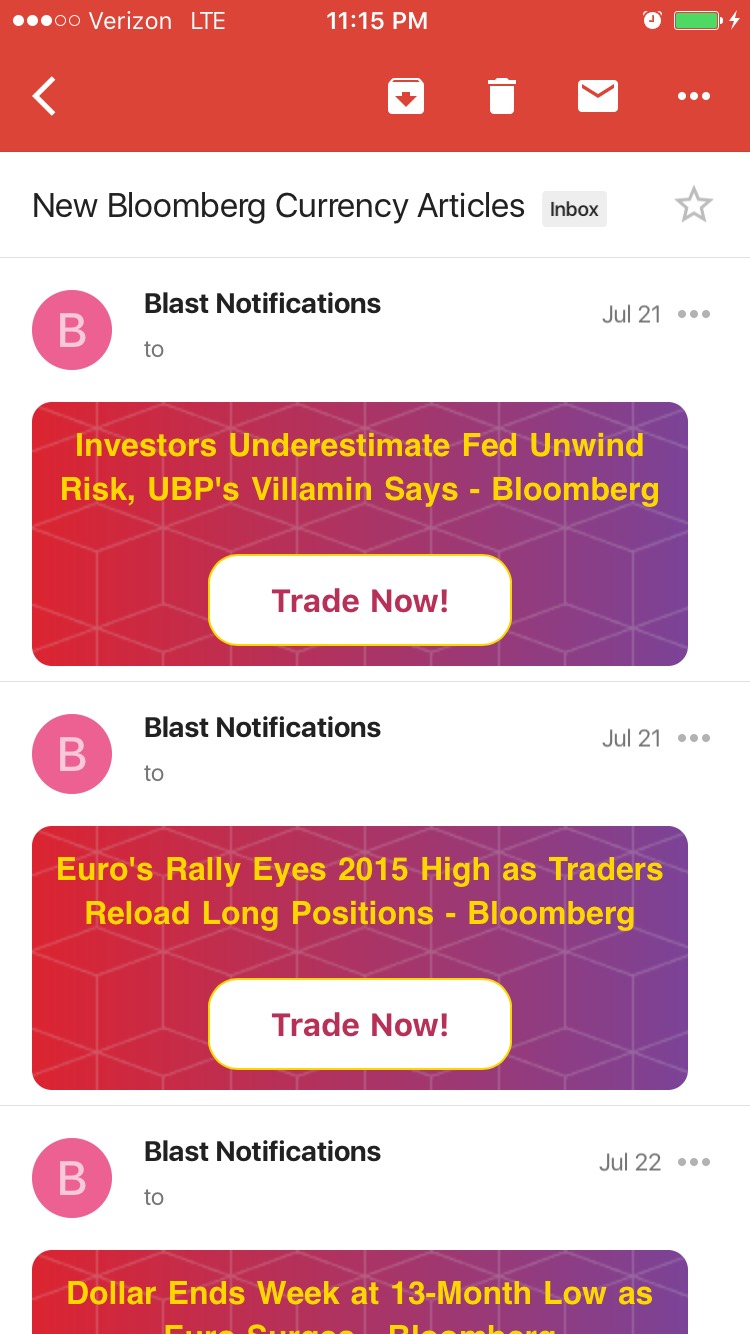 Verizon LTE 11:15 PM
New Bloomberg Currency Articles Inbox
Blast Notifications
Jul 21
to
B
Investors Underestimate Fed Unwind
Risk, UBP's Villamin Says - Bloomberg
Trade Now!
Blast Notifications
Jul 21
to
B
Euro's Rally Eyes 2015 High as Traders
Reload Long Positions - Bloomberg
Trade Now!
Blast Notifications
Jul 22
to
B
Dollar Ends Week at 13-Month Low as
Euro Surges - Bloomberg